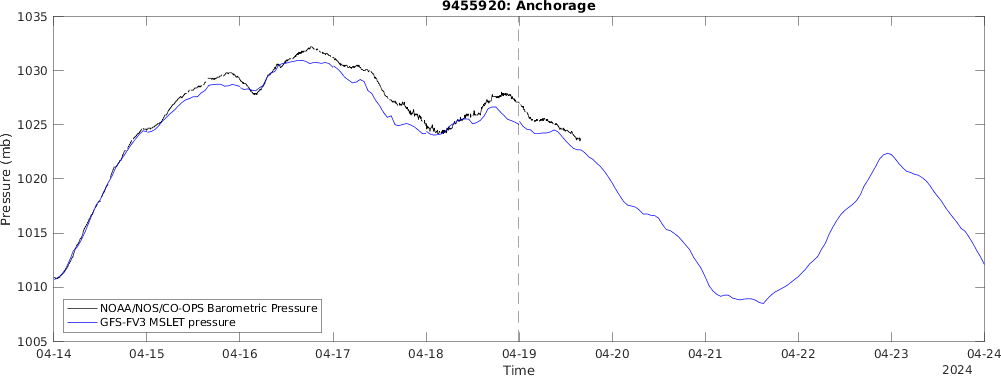 9455920: Anchorage
Pressure (mb)
1035
1030
1025
1020
1015
1010
1005
NOAA/NOS/CO-OPS Barometric Pressure
GFS-FV3 MSLET pressure
04-14 04-15 04-16 04-17 04-18 04-19 04-20 04-21 04-22 04-23 04-24
Time
2024